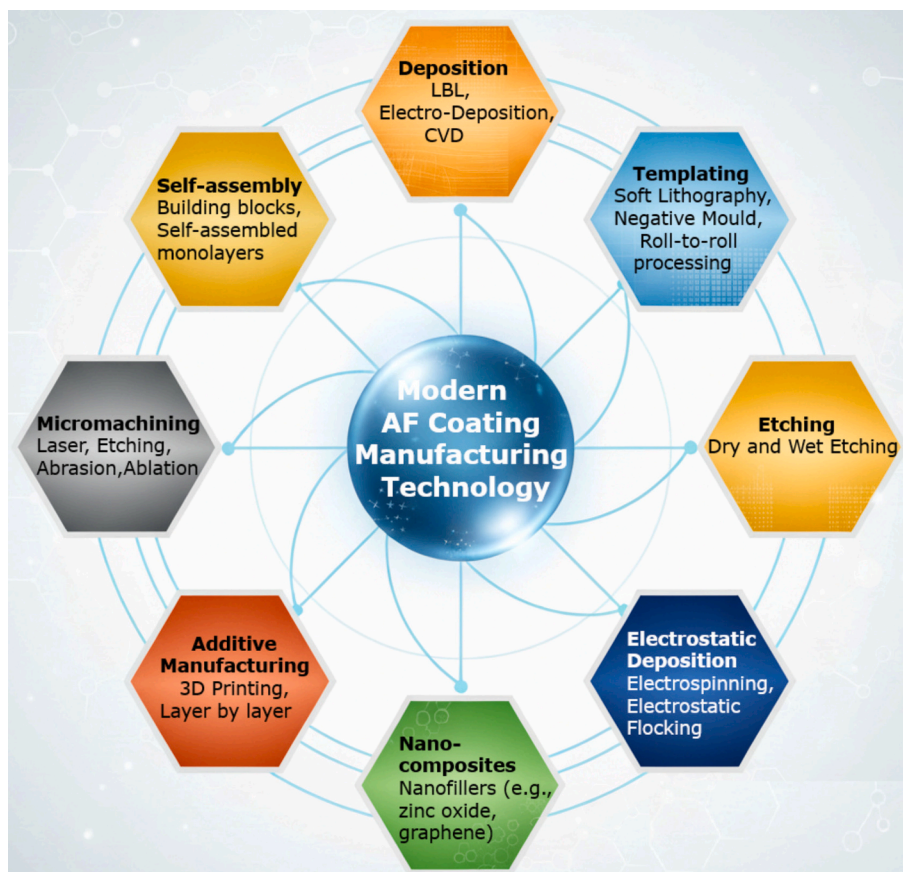 Deposition
LBL,
Electro-Deposition,
CVD
Templating
Soft Lithography,
Negative Mould,
Roll-to-roll
processing
Etching
Dry and Wet Etching
Electrostatic
Deposition
Electrospinning,
Electrostatic
Flocking
Nano-
composites
Nanofillers (e.g.,
zinc oxide,
graphene)
Additive
Manufacturing
3D Printing,
Layer by layer
Micromachining
Laser, Etching,
Abrasion,Ablation
Self-assembly
Building blocks,
Self-assembled
monolayers
Modern
AF Coating
Manufacturing
Technology